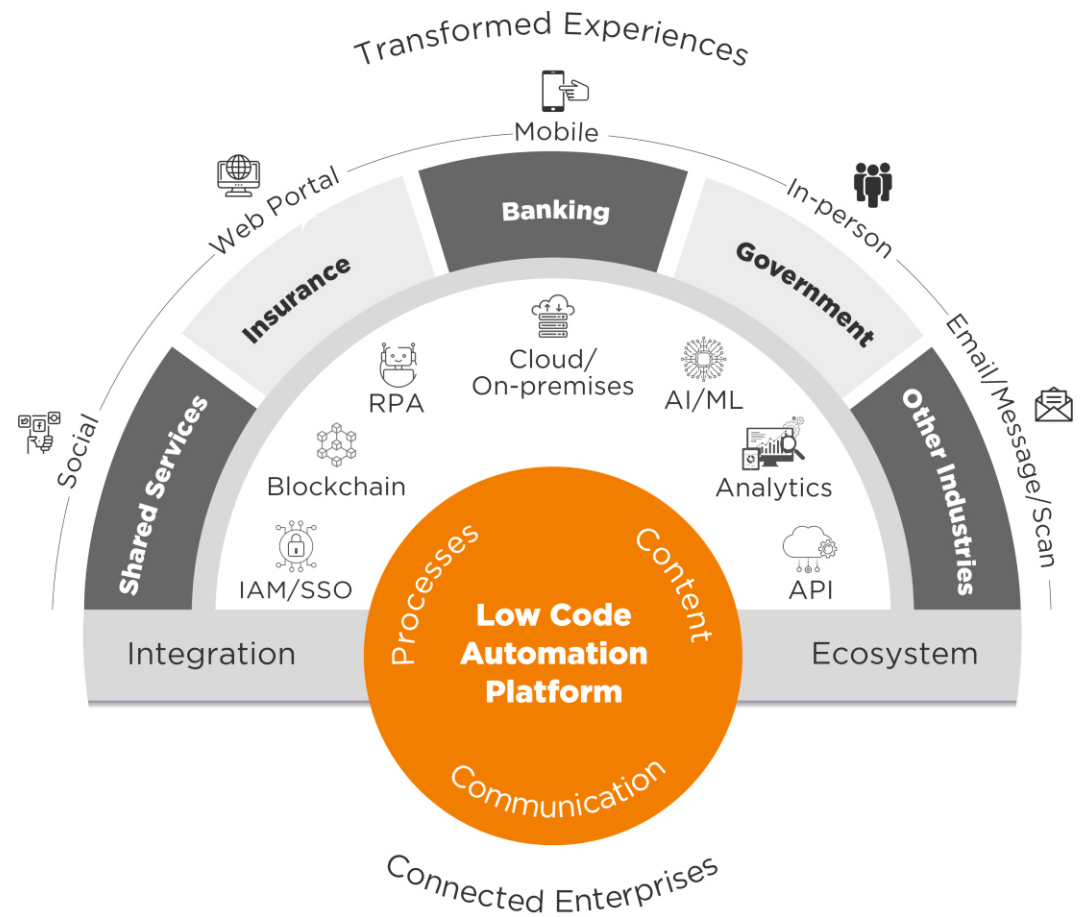 Transformed Experiences
Social
Web Portal
Mobile
In-person
Email/Message/Scan
Shared Services
Insurance
Banking
Government
Other Industries
IAM/SSO
Blockchain
RPA
Cloud/
On-premises
AI/ML
Analytics
API
Integration
Ecosystem
Processes
Content
Low Code
Automation
Platform
Communication
Connected Enterprises